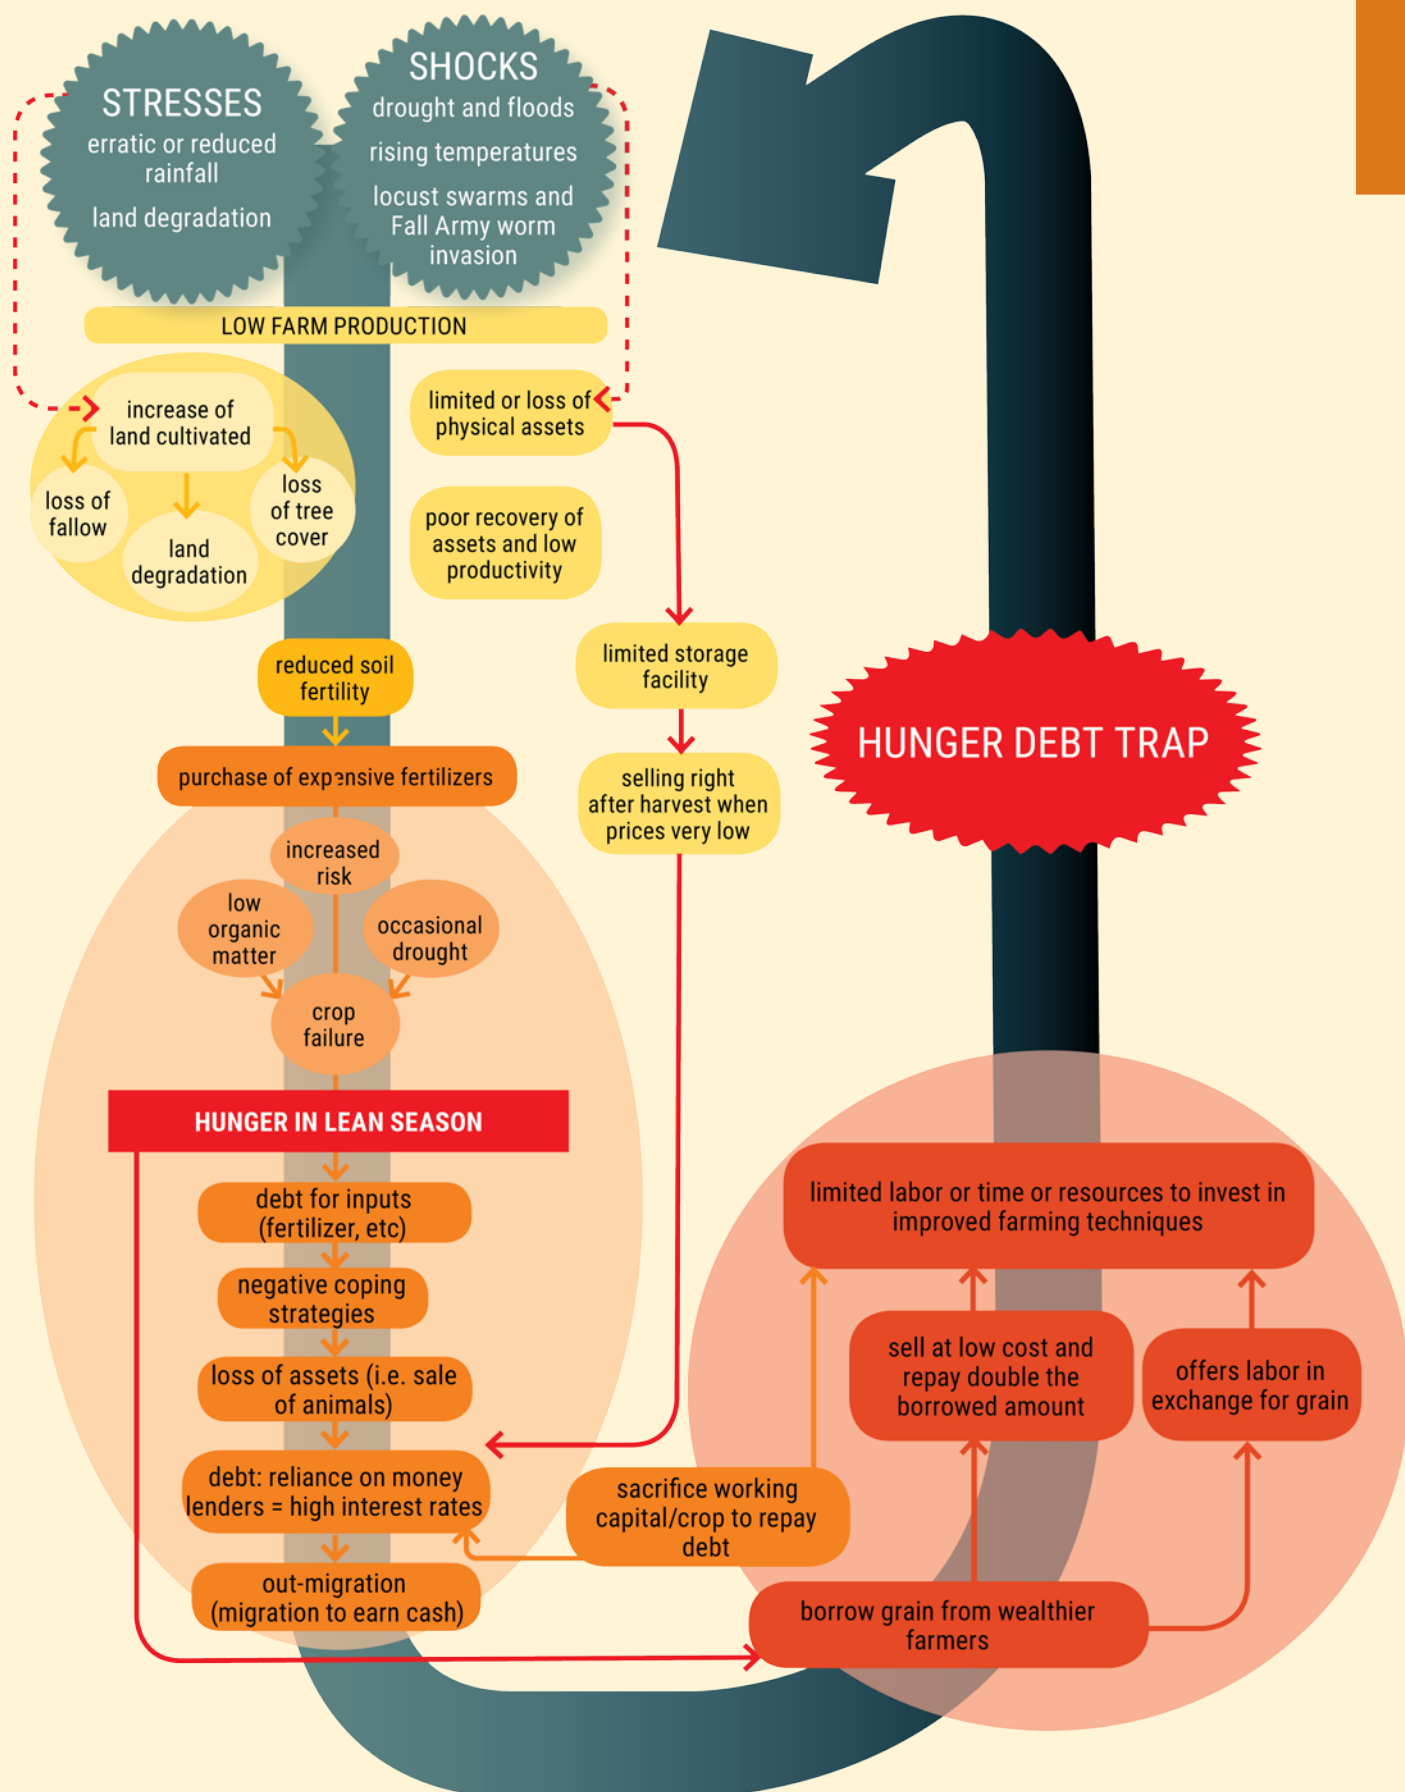 STRESSES
erratic or reduced
rainfall
land degradation
SHOCKS
drought and floods
rising temperatures
locust swarms and
Fall Army worm
invasion
LOW FARM PRODUCTION
increase of
land cultivated
loss of
fallow
land
degradation
loss
of tree
cover
limited or loss of
physical assets
poor recovery of
assets and low
productivity
limited storage
facility
selling right
after harvest when
prices very low
reduced soil
fertility
purchase of expensive fertilizers
increased
risk
low
organic
matter
occasional
drought
crop
failure
HUNGER IN LEAN SEASON
debt for inputs
(fertilizer, etc)
negative coping
strategies
loss of assets (i.e. sale
of animals)
debt: reliance on money
lenders = high interest rates
out-migration
(migration to earn cash)
sacrifice working
capital/crop to repay
debt
HUNGER DEBT TRAP
limited labor or time or resources to invest in
improved farming techniques
sell at low cost and
repay double the
borrowed amount
offers labor in
exchange for grain
borrow grain from wealthier
farmers